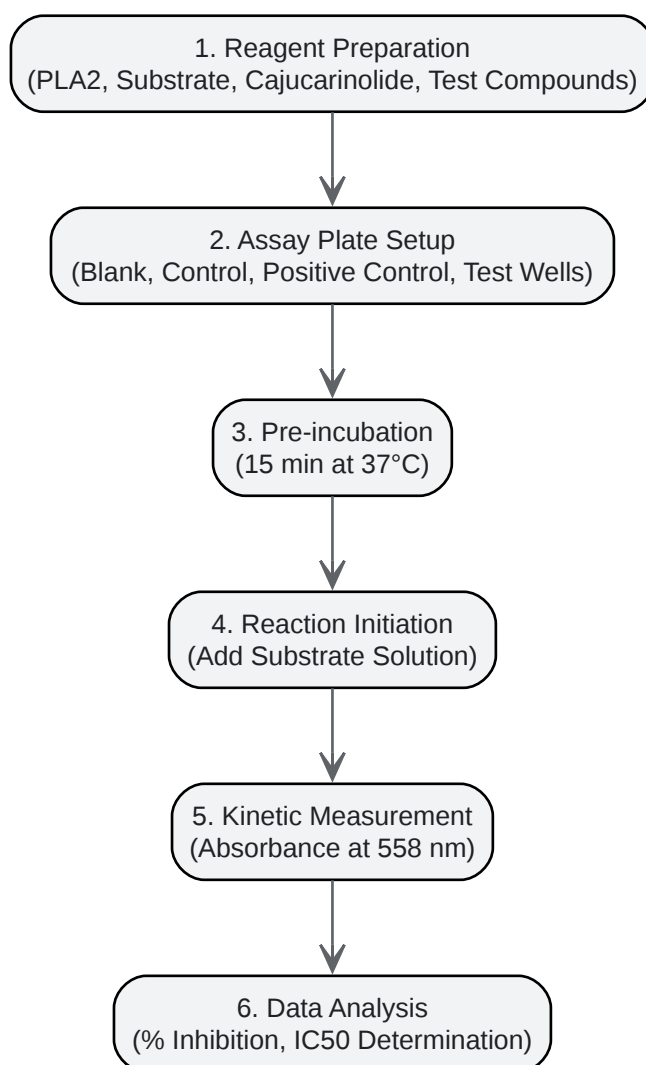 1. Reagent Preparation
(PLA2, Substrate, Cajucarinolide, Test Compounds)
2. Assay Plate Setup
(Blank, Control, Positive Control, Test Wells)
3. Pre-incubation
(15 min at 37°C)
4. Reaction Initiation
(Add Substrate Solution)
5. Kinetic Measurement
(Absorbance at 558 nm)
6. Data Analysis
(% Inhibition, IC50 Determination)